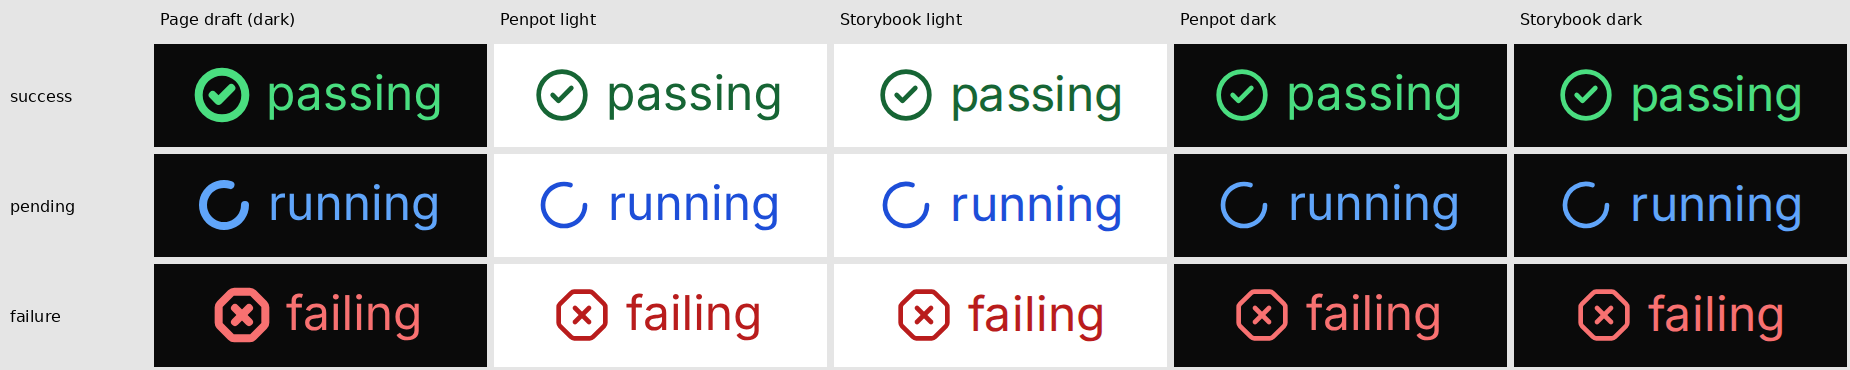 Page draft (dark) Penpot light Storybook light Penpot dark Storybook dark
success passing passing passing passing passing
pending running running running running running
failure failing failing failing failing failing